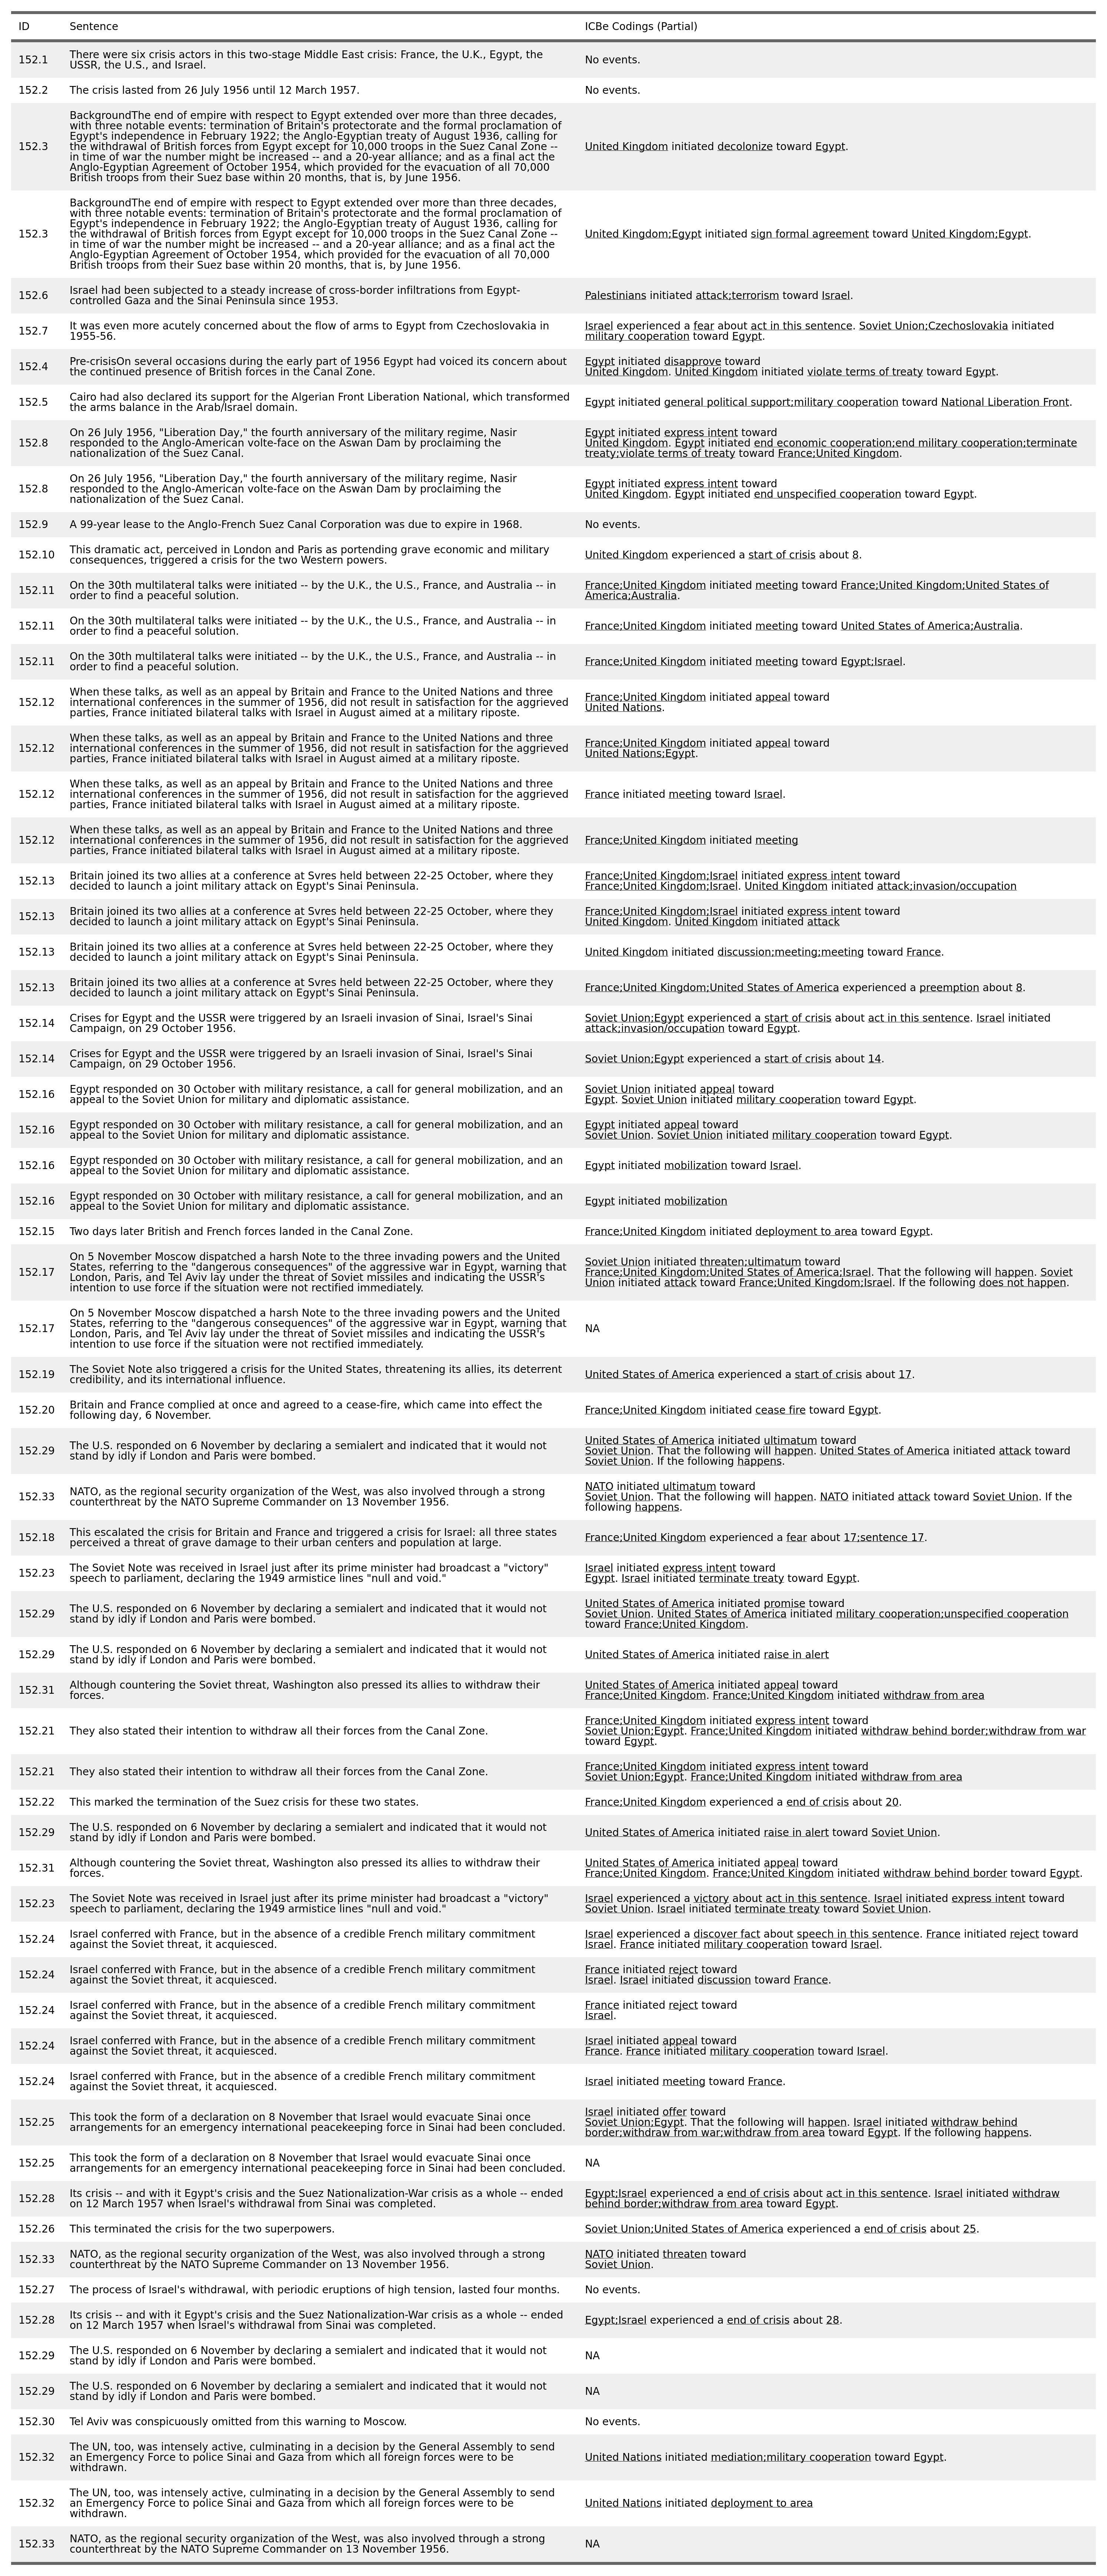 ID Sentence ICBe Codings (Partial)
152.1 There were six crisis actors in this two-stage Middle East crisis: France, the U.K., Egypt, the
USSR, the U.S., and Israel.
No events.
152.2 The crisis lasted from 26 July 1956 until 12 March 1957. No events.
152.3 BackgroundThe end of empire with respect to Egypt extended over more than three decades,
with three notable events: termination of Britain's protectorate and the formal proclamation of
Egypt's independence in February 1922; the Anglo-Egyptian treaty of August 1936, calling for
the withdrawal of British forces from Egypt except for 10,000 troops in the Suez Canal Zone --
in time of war the number might be increased -- and a 20-year alliance; and as a final act the
Anglo-Egyptian Agreement of October 1954, which provided for the evacuation of all 70,000
British troops from their Suez base within 20 months, that is, by June 1956.
United Kingdom initiated decolonize toward Egypt.
152.3 BackgroundThe end of empire with respect to Egypt extended over more than three decades,
with three notable events: termination of Britain's protectorate and the formal proclamation of
Egypt's independence in February 1922; the Anglo-Egyptian treaty of August 1936, calling for
the withdrawal of British forces from Egypt except for 10,000 troops in the Suez Canal Zone --
in time of war the number might be increased -- and a 20-year alliance; and as a final act the
Anglo-Egyptian Agreement of October 1954, which provided for the evacuation of all 70,000
British troops from their Suez base within 20 months, that is, by June 1956.
United Kingdom;Egypt initiated sign formal agreement toward United Kingdom;Egypt.
152.6 Israel had been subjected to a steady increase of cross-border infiltrations from Egypt-
controlled Gaza and the Sinai Peninsula since 1953.
Palestinians initiated attack;terrorism toward Israel.
152.7 It was even more acutely concerned about the flow of arms to Egypt from Czechoslovakia in
1955-56.
Israel experienced a fear about act in this sentence. Soviet Union;Czechoslovakia initiated
military cooperation toward Egypt.
152.4 Pre-crisisOn several occasions during the early part of 1956 Egypt had voiced its concern about
the continued presence of British forces in the Canal Zone.
Egypt initiated disapprove toward
United Kingdom. United Kingdom initiated violate terms of treaty toward Egypt.
152.5 Cairo had also declared its support for the Algerian Front Liberation National, which transformed
the arms balance in the Arab/Israel domain.
Egypt initiated general political support;military cooperation toward National Liberation Front.
152.8 On 26 July 1956, "Liberation Day," the fourth anniversary of the military regime, Nasir
responded to the Anglo-American volte-face on the Aswan Dam by proclaiming the
nationalization of the Suez Canal.
Egypt initiated express intent toward
United Kingdom. Egypt initiated end economic cooperation;end military cooperation;terminate
treaty;violate terms of treaty toward France;United Kingdom.
152.8 On 26 July 1956, "Liberation Day," the fourth anniversary of the military regime, Nasir
responded to the Anglo-American volte-face on the Aswan Dam by proclaiming the
nationalization of the Suez Canal.
Egypt initiated express intent toward
United Kingdom. Egypt initiated end unspecified cooperation toward Egypt.
152.9 A 99-year lease to the Anglo-French Suez Canal Corporation was due to expire in 1968. No events.
152.10 This dramatic act, perceived in London and Paris as portending grave economic and military
consequences, triggered a crisis for the two Western powers.
United Kingdom experienced a start of crisis about 8.
152.11 On the 30th multilateral talks were initiated -- by the U.K., the U.S., France, and Australia -- in
order to find a peaceful solution.
France;United Kingdom initiated meeting toward France;United Kingdom;United States of
America;Australia.
152.11 On the 30th multilateral talks were initiated -- by the U.K., the U.S., France, and Australia -- in
order to find a peaceful solution.
France;United Kingdom initiated meeting toward United States of America;Australia.
152.11 On the 30th multilateral talks were initiated -- by the U.K., the U.S., France, and Australia -- in
order to find a peaceful solution.
France;United Kingdom initiated meeting toward Egypt;Israel.
152.12 When these talks, as well as an appeal by Britain and France to the United Nations and three
international conferences in the summer of 1956, did not result in satisfaction for the aggrieved
parties, France initiated bilateral talks with Israel in August aimed at a military riposte.
France;United Kingdom initiated appeal toward
United Nations.
152.12 When these talks, as well as an appeal by Britain and France to the United Nations and three
international conferences in the summer of 1956, did not result in satisfaction for the aggrieved
parties, France initiated bilateral talks with Israel in August aimed at a military riposte.
France;United Kingdom initiated appeal toward
United Nations;Egypt.
152.12 When these talks, as well as an appeal by Britain and France to the United Nations and three
international conferences in the summer of 1956, did not result in satisfaction for the aggrieved
parties, France initiated bilateral talks with Israel in August aimed at a military riposte.
France initiated meeting toward Israel.
152.12 When these talks, as well as an appeal by Britain and France to the United Nations and three
international conferences in the summer of 1956, did not result in satisfaction for the aggrieved
parties, France initiated bilateral talks with Israel in August aimed at a military riposte.
France;United Kingdom initiated meeting
152.13 Britain joined its two allies at a conference at Svres held between 22-25 October, where they
decided to launch a joint military attack on Egypt's Sinai Peninsula.
France;United Kingdom;Israel initiated express intent toward
France;United Kingdom;Israel. United Kingdom initiated attack;invasion/occupation
152.13 Britain joined its two allies at a conference at Svres held between 22-25 October, where they
decided to launch a joint military attack on Egypt's Sinai Peninsula.
France;United Kingdom;Israel initiated express intent toward
United Kingdom. United Kingdom initiated attack
152.13 Britain joined its two allies at a conference at Svres held between 22-25 October, where they
decided to launch a joint military attack on Egypt's Sinai Peninsula.
United Kingdom initiated discussion;meeting;meeting toward France.
152.13 Britain joined its two allies at a conference at Svres held between 22-25 October, where they
decided to launch a joint military attack on Egypt's Sinai Peninsula.
France;United Kingdom;United States of America experienced a preemption about 8.
152.14 Crises for Egypt and the USSR were triggered by an Israeli invasion of Sinai, Israel's Sinai
Campaign, on 29 October 1956.
Soviet Union;Egypt experienced a start of crisis about act in this sentence. Israel initiated
attack;invasion/occupation toward Egypt.
152.14 Crises for Egypt and the USSR were triggered by an Israeli invasion of Sinai, Israel's Sinai
Campaign, on 29 October 1956.
Soviet Union;Egypt experienced a start of crisis about 14.
152.16 Egypt responded on 30 October with military resistance, a call for general mobilization, and an
appeal to the Soviet Union for military and diplomatic assistance.
Soviet Union initiated appeal toward
Egypt. Soviet Union initiated military cooperation toward Egypt.
152.16 Egypt responded on 30 October with military resistance, a call for general mobilization, and an
appeal to the Soviet Union for military and diplomatic assistance.
Egypt initiated appeal toward
Soviet Union. Soviet Union initiated military cooperation toward Egypt.
152.16 Egypt responded on 30 October with military resistance, a call for general mobilization, and an
appeal to the Soviet Union for military and diplomatic assistance.
Egypt initiated mobilization toward Israel.
152.16 Egypt responded on 30 October with military resistance, a call for general mobilization, and an
appeal to the Soviet Union for military and diplomatic assistance.
Egypt initiated mobilization
152.15 Two days later British and French forces landed in the Canal Zone. France;United Kingdom initiated deployment to area toward Egypt.
152.17 On 5 November Moscow dispatched a harsh Note to the three invading powers and the United
States, referring to the "dangerous consequences" of the aggressive war in Egypt, warning that
London, Paris, and Tel Aviv lay under the threat of Soviet missiles and indicating the USSR's
intention to use force if the situation were not rectified immediately.
Soviet Union initiated threaten;ultimatum toward
France;United Kingdom;United States of America;Israel. That the following will happen. Soviet
Union initiated attack toward France;United Kingdom;Israel. If the following does not happen.
152.17 On 5 November Moscow dispatched a harsh Note to the three invading powers and the United
States, referring to the "dangerous consequences" of the aggressive war in Egypt, warning that
London, Paris, and Tel Aviv lay under the threat of Soviet missiles and indicating the USSR's
intention to use force if the situation were not rectified immediately.
NA
152.19 The Soviet Note also triggered a crisis for the United States, threatening its allies, its deterrent
credibility, and its international influence.
United States of America experienced a start of crisis about 17.
152.20 Britain and France complied at once and agreed to a cease-fire, which came into effect the
following day, 6 November.
France;United Kingdom initiated cease fire toward Egypt.
152.29 The U.S. responded on 6 November by declaring a semialert and indicated that it would not
stand by idly if London and Paris were bombed.
United States of America initiated ultimatum toward
Soviet Union. That the following will happen. United States of America initiated attack toward
Soviet Union. If the following happens.
152.33 NATO, as the regional security organization of the West, was also involved through a strong
counterthreat by the NATO Supreme Commander on 13 November 1956.
NATO initiated ultimatum toward
Soviet Union. That the following will happen. NATO initiated attack toward Soviet Union. If the
following happens.
152.18 This escalated the crisis for Britain and France and triggered a crisis for Israel: all three states
perceived a threat of grave damage to their urban centers and population at large.
France;United Kingdom experienced a fear about 17;sentence 17.
152.23 The Soviet Note was received in Israel just after its prime minister had broadcast a "victory"
speech to parliament, declaring the 1949 armistice lines "null and void."
Israel initiated express intent toward
Egypt. Israel initiated terminate treaty toward Egypt.
152.29 The U.S. responded on 6 November by declaring a semialert and indicated that it would not
stand by idly if London and Paris were bombed.
United States of America initiated promise toward
Soviet Union. United States of America initiated military cooperation;unspecified cooperation
toward France;United Kingdom.
152.29 The U.S. responded on 6 November by declaring a semialert and indicated that it would not
stand by idly if London and Paris were bombed.
United States of America initiated raise in alert
152.31 Although countering the Soviet threat, Washington also pressed its allies to withdraw their
forces.
United States of America initiated appeal toward
France;United Kingdom. France;United Kingdom initiated withdraw from area
152.21 They also stated their intention to withdraw all their forces from the Canal Zone.
France;United Kingdom initiated express intent toward
Soviet Union;Egypt. France;United Kingdom initiated withdraw behind border;withdraw from war
toward Egypt.
152.21 They also stated their intention to withdraw all their forces from the Canal Zone.
France;United Kingdom initiated express intent toward
Soviet Union;Egypt. France;United Kingdom initiated withdraw from area
152.22 This marked the termination of the Suez crisis for these two states. France;United Kingdom experienced a end of crisis about 20.
152.29 The U.S. responded on 6 November by declaring a semialert and indicated that it would not
stand by idly if London and Paris were bombed.
United States of America initiated raise in alert toward Soviet Union.
152.31 Although countering the Soviet threat, Washington also pressed its allies to withdraw their
forces.
United States of America initiated appeal toward
France;United Kingdom. France;United Kingdom initiated withdraw behind border toward Egypt.
152.23 The Soviet Note was received in Israel just after its prime minister had broadcast a "victory"
speech to parliament, declaring the 1949 armistice lines "null and void."
Israel experienced a victory about act in this sentence. Israel initiated express intent toward
Soviet Union. Israel initiated terminate treaty toward Soviet Union.
152.24 Israel conferred with France, but in the absence of a credible French military commitment
against the Soviet threat, it acquiesced.
Israel experienced a discover fact about speech in this sentence. France initiated reject toward
Israel. France initiated military cooperation toward Israel.
152.24 Israel conferred with France, but in the absence of a credible French military commitment
against the Soviet threat, it acquiesced.
France initiated reject toward
Israel. Israel initiated discussion toward France.
152.24 Israel conferred with France, but in the absence of a credible French military commitment
against the Soviet threat, it acquiesced.
France initiated reject toward
Israel.
152.24 Israel conferred with France, but in the absence of a credible French military commitment
against the Soviet threat, it acquiesced.
Israel initiated appeal toward
France. France initiated military cooperation toward Israel.
152.24 Israel conferred with France, but in the absence of a credible French military commitment
against the Soviet threat, it acquiesced.
Israel initiated meeting toward France.
152.25 This took the form of a declaration on 8 November that Israel would evacuate Sinai once
arrangements for an emergency international peacekeeping force in Sinai had been concluded.
Israel initiated offer toward
Soviet Union;Egypt. That the following will happen. Israel initiated withdraw behind
border;withdraw from war;withdraw from area toward Egypt. If the following happens.
152.25 This took the form of a declaration on 8 November that Israel would evacuate Sinai once
arrangements for an emergency international peacekeeping force in Sinai had been concluded.
NA
152.28 Its crisis -- and with it Egypt's crisis and the Suez Nationalization-War crisis as a whole -- ended
on 12 March 1957 when Israel's withdrawal from Sinai was completed.
Egypt;Israel experienced a end of crisis about act in this sentence. Israel initiated withdraw
behind border;withdraw from area toward Egypt.
152.26 This terminated the crisis for the two superpowers. Soviet Union;United States of America experienced a end of crisis about 25.
152.33 NATO, as the regional security organization of the West, was also involved through a strong
counterthreat by the NATO Supreme Commander on 13 November 1956.
NATO initiated threaten toward
Soviet Union.
152.27 The process of Israel's withdrawal, with periodic eruptions of high tension, lasted four months. No events.
152.28 Its crisis -- and with it Egypt's crisis and the Suez Nationalization-War crisis as a whole -- ended
on 12 March 1957 when Israel's withdrawal from Sinai was completed.
Egypt;Israel experienced a end of crisis about 28.
152.29 The U.S. responded on 6 November by declaring a semialert and indicated that it would not
stand by idly if London and Paris were bombed.
NA
152.29 The U.S. responded on 6 November by declaring a semialert and indicated that it would not
stand by idly if London and Paris were bombed.
NA
152.30 Tel Aviv was conspicuously omitted from this warning to Moscow. No events.
152.32 The UN, too, was intensely active, culminating in a decision by the General Assembly to send
an Emergency Force to police Sinai and Gaza from which all foreign forces were to be
withdrawn.
United Nations initiated mediation;military cooperation toward Egypt.
152.32 The UN, too, was intensely active, culminating in a decision by the General Assembly to send
an Emergency Force to police Sinai and Gaza from which all foreign forces were to be
withdrawn.
United Nations initiated deployment to area
152.33 NATO, as the regional security organization of the West, was also involved through a strong
counterthreat by the NATO Supreme Commander on 13 November 1956.
NA